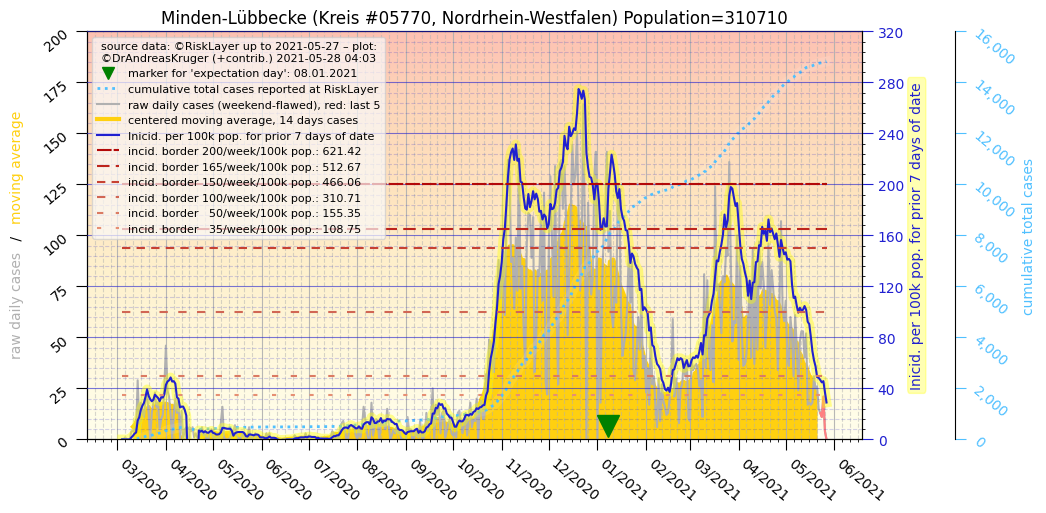 Minden-Lübbecke (Kreis #05770, Nordrhein-Westfalen) Population=310710
source data: ©RiskLayer up to 2021-05-27 – plot:
©DrAndreasKruger (+contrib.) 2021-05-28 04:03
marker for 'expectation day': 08.01.2021
cumulative total cases reported at RiskLayer
raw daily cases (weekend-flawed), red: last 5
centered moving average, 14 days cases
Inicid. per 100k pop. for prior 7 days of date
incid. border 200/week/100k pop.: 621.42
incid. border 165/week/100k pop.: 512.67
incid. border 150/week/100k pop.: 466.06
incid. border 100/week/100k pop.: 310.71
incid. border   50/week/100k pop.: 155.35
incid. border   35/week/100k pop.: 108.75
raw daily cases   /   moving average
200
175
150
125
100
75
50
25
0
320
280
240
200
160
120
80
40
0
Inicid. per 100k pop. for prior 7 days of date
16,000
14,000
12,000
10,000
8,000
6,000
4,000
2,000
0
cumulative total cases
03/2020
04/2020
05/2020
06/2020
07/2020
08/2020
09/2020
10/2020
11/2020
12/2020
01/2021
02/2021
03/2021
04/2021
05/2021
06/2021